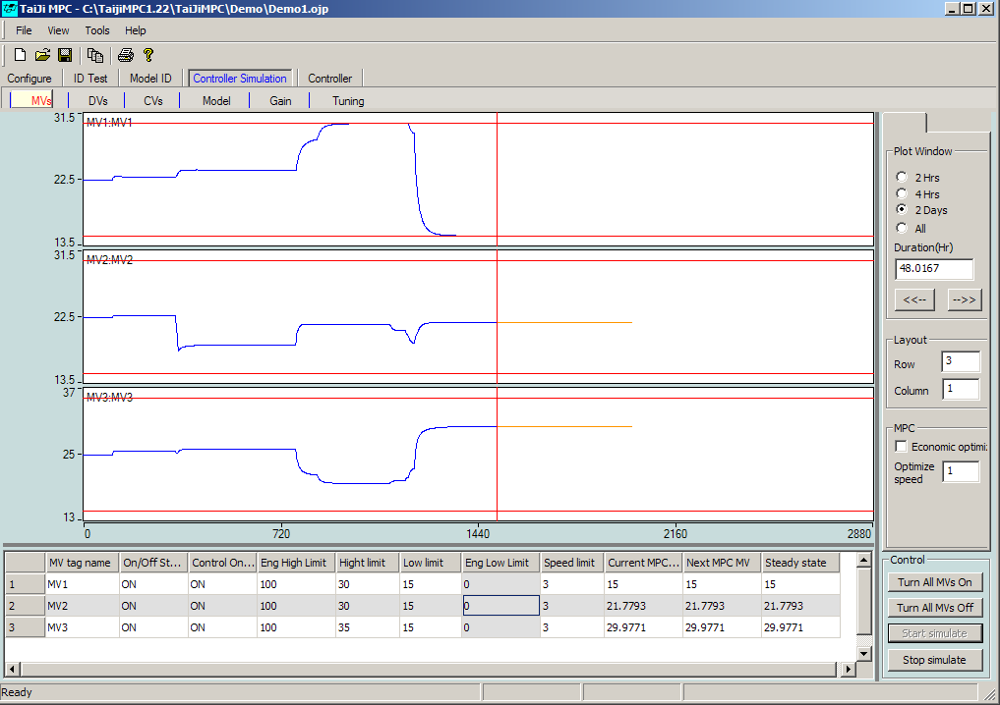 TaiJi MPC - C:\TaijiMPC1.22\TaiJiMPC\Demo\Demo1.ojp
File View Tools Help
Configure ID Test Model ID Controller Simulation Controller
MVs DVs CVs Model Gain Tuning
31.5
MV1:MV1
22.5
13.5
31.5
MV2:MV2
22.5
13.5
37
MV3:MV3
25
13
0 720 1440 2160 2880
Plot Window
2 Hrs
4 Hrs
2 Days
All
Duration(Hr)
48.0167
<<-- -->>
Layout
Row 3
Column 1
MPC
Economic optimi
Optimize speed 1
MV tag name On/Off St... Control On... Eng High Limit Hight limit Low limit Eng Low Limit Speed limit Current MPC... Next MPC MV Steady state
1 MV1 ON ON 100 30 15 0 3 15 15 15
2 MV2 ON ON 100 30 15 0 3 21.7793 21.7793 21.7793
3 MV3 ON ON 100 35 15 0 3 29.9771 29.9771 29.9771
Control
Turn All MVs On
Turn All MVs Off
Start simulate
Stop simulate
Ready